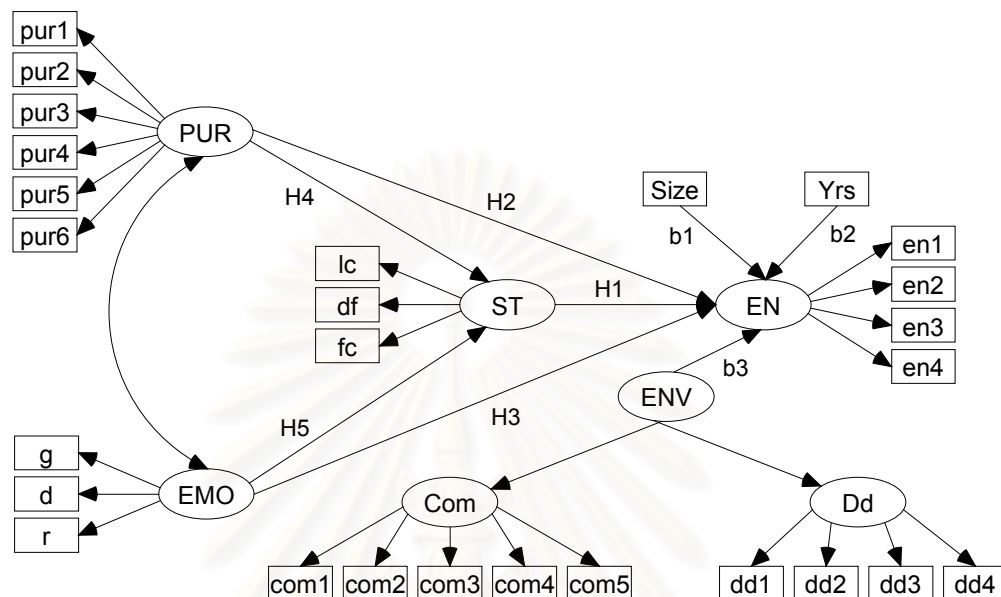 pur1
pur2
pur3
pur4
pur5
pur6
PUR
H4
H2
Size
Yrs
b1
b2
en1
en2
en3
en4
lc
df
fc
ST
H1
EN
b3
ENV
H5
H3
g
d
r
EMO
Com
Dd
com1 com2 com3 com4 com5
dd1 dd2 dd3 dd4